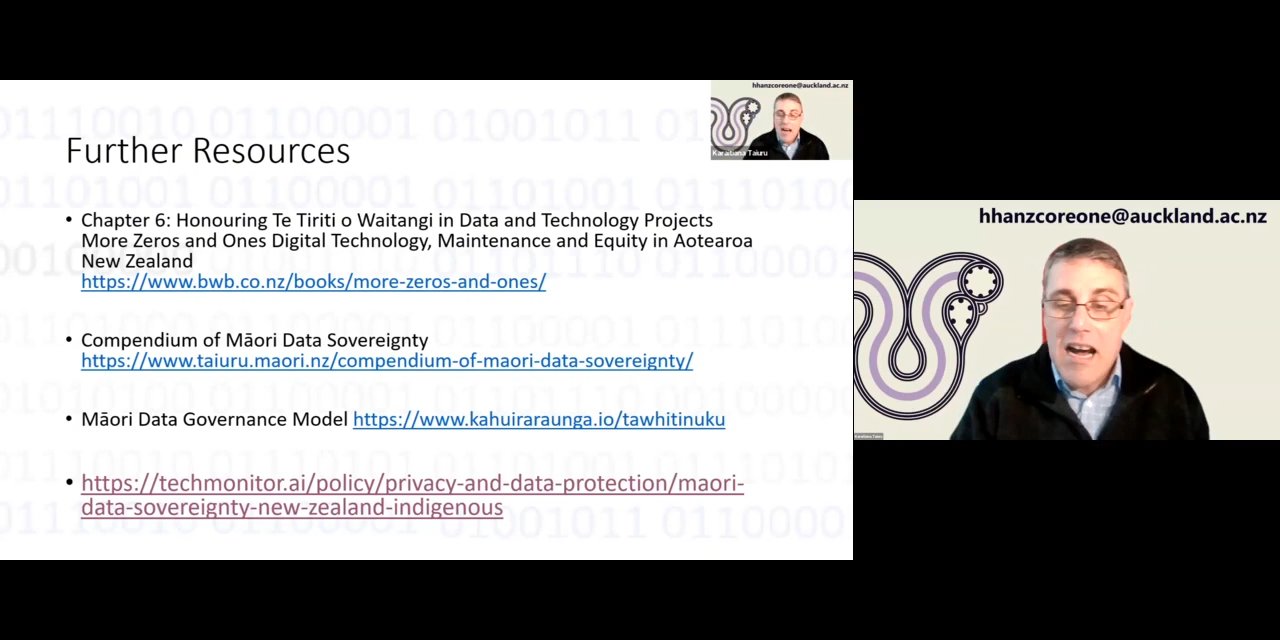 hhanzcoreone@auckland.ac.nz
Karaitiana Taiuru
Further Resources
• Chapter 6: Honouring Te Tiriti o Waitangi in Data and Technology Projects
More Zeros and Ones Digital Technology, Maintenance and Equity in Aotearoa
New Zealand
https://www.bwb.co.nz/books/more-zeros-and-ones/
• Compendium of Māori Data Sovereignty
https://www.taiuru.maori.nz/compendium-of-maori-data-sovereignty/
• Māori Data Governance Model https://www.kahuiraraunga.io/tawhitinuku
• https://techmonitor.ai/policy/privacy-and-data-protection/maori-
data-sovereignty-new-zealand-indigenous
hhanzcoreone@auckland.ac.nz
Karaitiana Taiuru